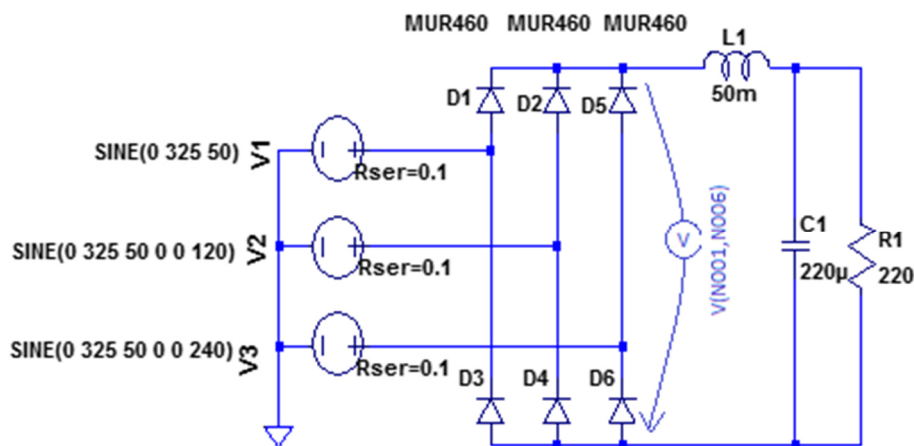 MUR460 MUR460 MUR460
L1
50m
D1
D2
D5
SINE(0 325 50)
V1
Rser=0.1
SINE(0 325 50 0 0 120)
V2
Rser=0.1
V
V(N001,N006)
C1
220µ
R1
220
SINE(0 325 50 0 0 240)
V3
Rser=0.1
D3
D4
D6